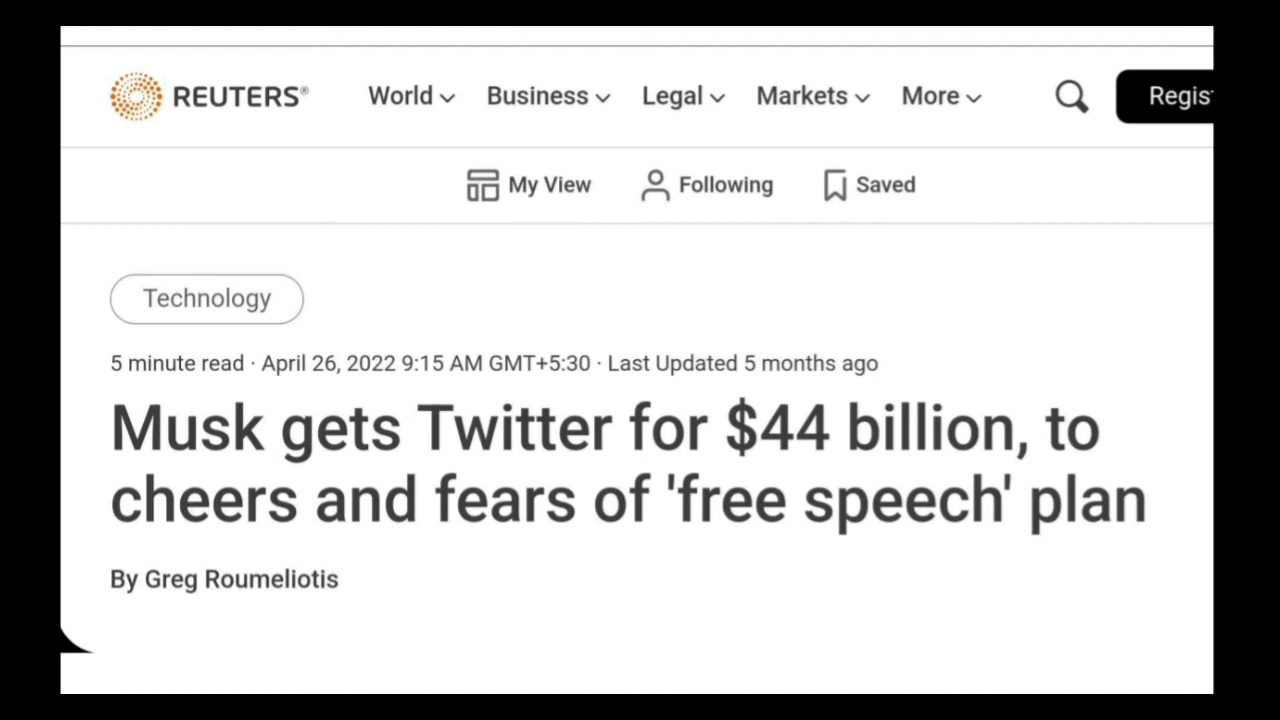 REUTERS® World Business Legal Markets More Regis
My View Following Saved
Technology
5 minute read · April 26, 2022 9:15 AM GMT+5:30 · Last Updated 5 months ago
Musk gets Twitter for $44 billion, to
cheers and fears of 'free speech' plan
By Greg Roumeliotis